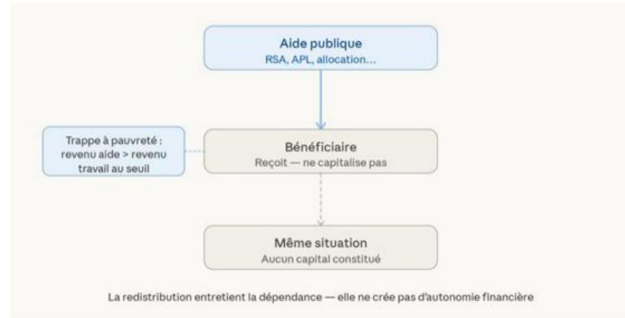 Aide publique
RSA, APL, allocation...
Trappe à pauvreté :
revenu aide > revenu
travail au seuil
Bénéficiaire
Reçoit — ne capitalise pas
Même situation
Aucun capital constitué
La redistribution entretient la dépendance — elle ne crée pas d'autonomie financière